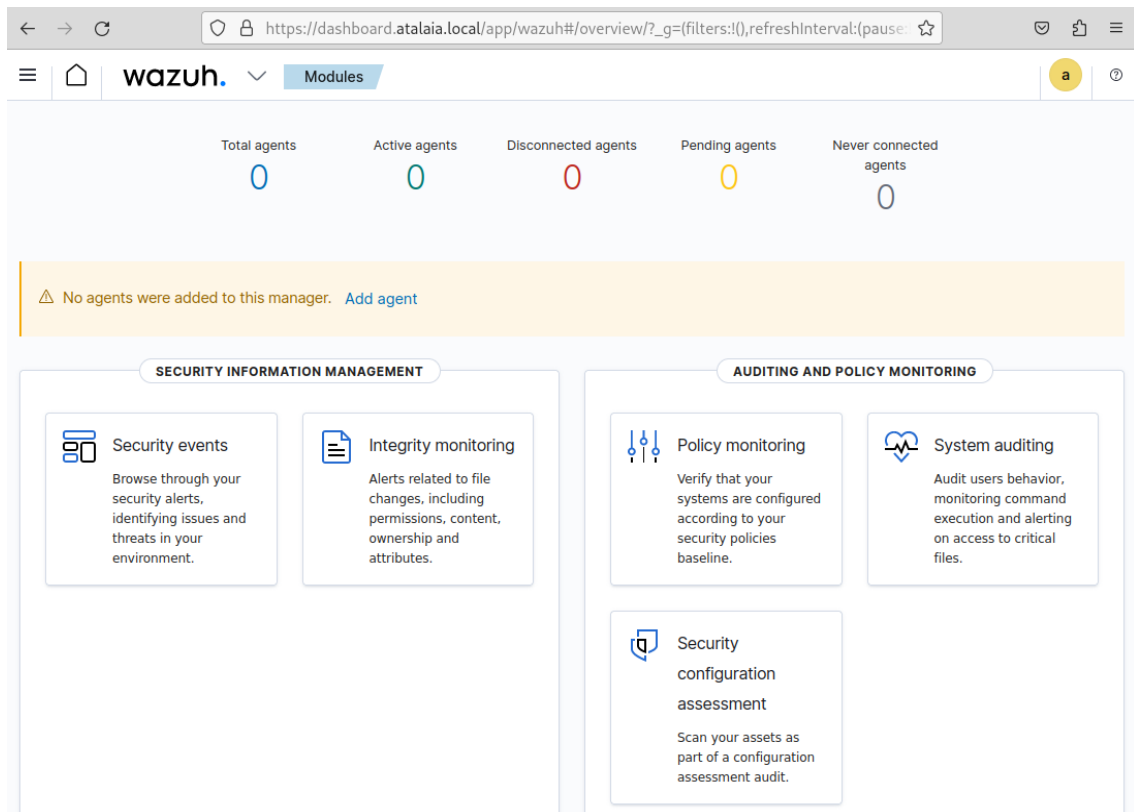 https://dashboard.atalaia.local/app/wazuh#/overview/?_g=(filters:!(),refreshInterval:(pause:
wazuh. Modules a
Total agents Active agents Disconnected agents Pending agents Never connected
agents
0 0 0 0 0
No agents were added to this manager. Add agent
SECURITY INFORMATION MANAGEMENT
Security events
Browse through your
security alerts,
identifying issues and
threats in your
environment.
Integrity monitoring
Alerts related to file
changes, including
permissions, content,
ownership and
attributes.
AUDITING AND POLICY MONITORING
Policy monitoring
Verify that your
systems are configured
according to your
security policies
baseline.
System auditing
Audit users behavior,
monitoring command
execution and alerting
on access to critical
files.
Security
configuration
assessment
Scan your assets as
part of a configuration
assessment audit.